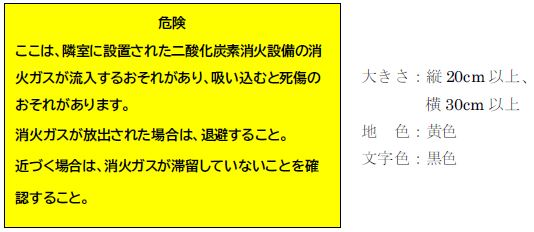 危険
ここは、隣室に設置された二酸化炭素消火設備の消
火ガスが流入するおそれがあり、吸い込むと死傷の
おそれがあります。
消火ガスが放出された場合は、退避すること。
近づく場合は、消火ガスが滞留していないことを確
認すること。
大きさ：縦 20cm 以上、
横 30cm 以上
地　色：黄色
文字色：黒色